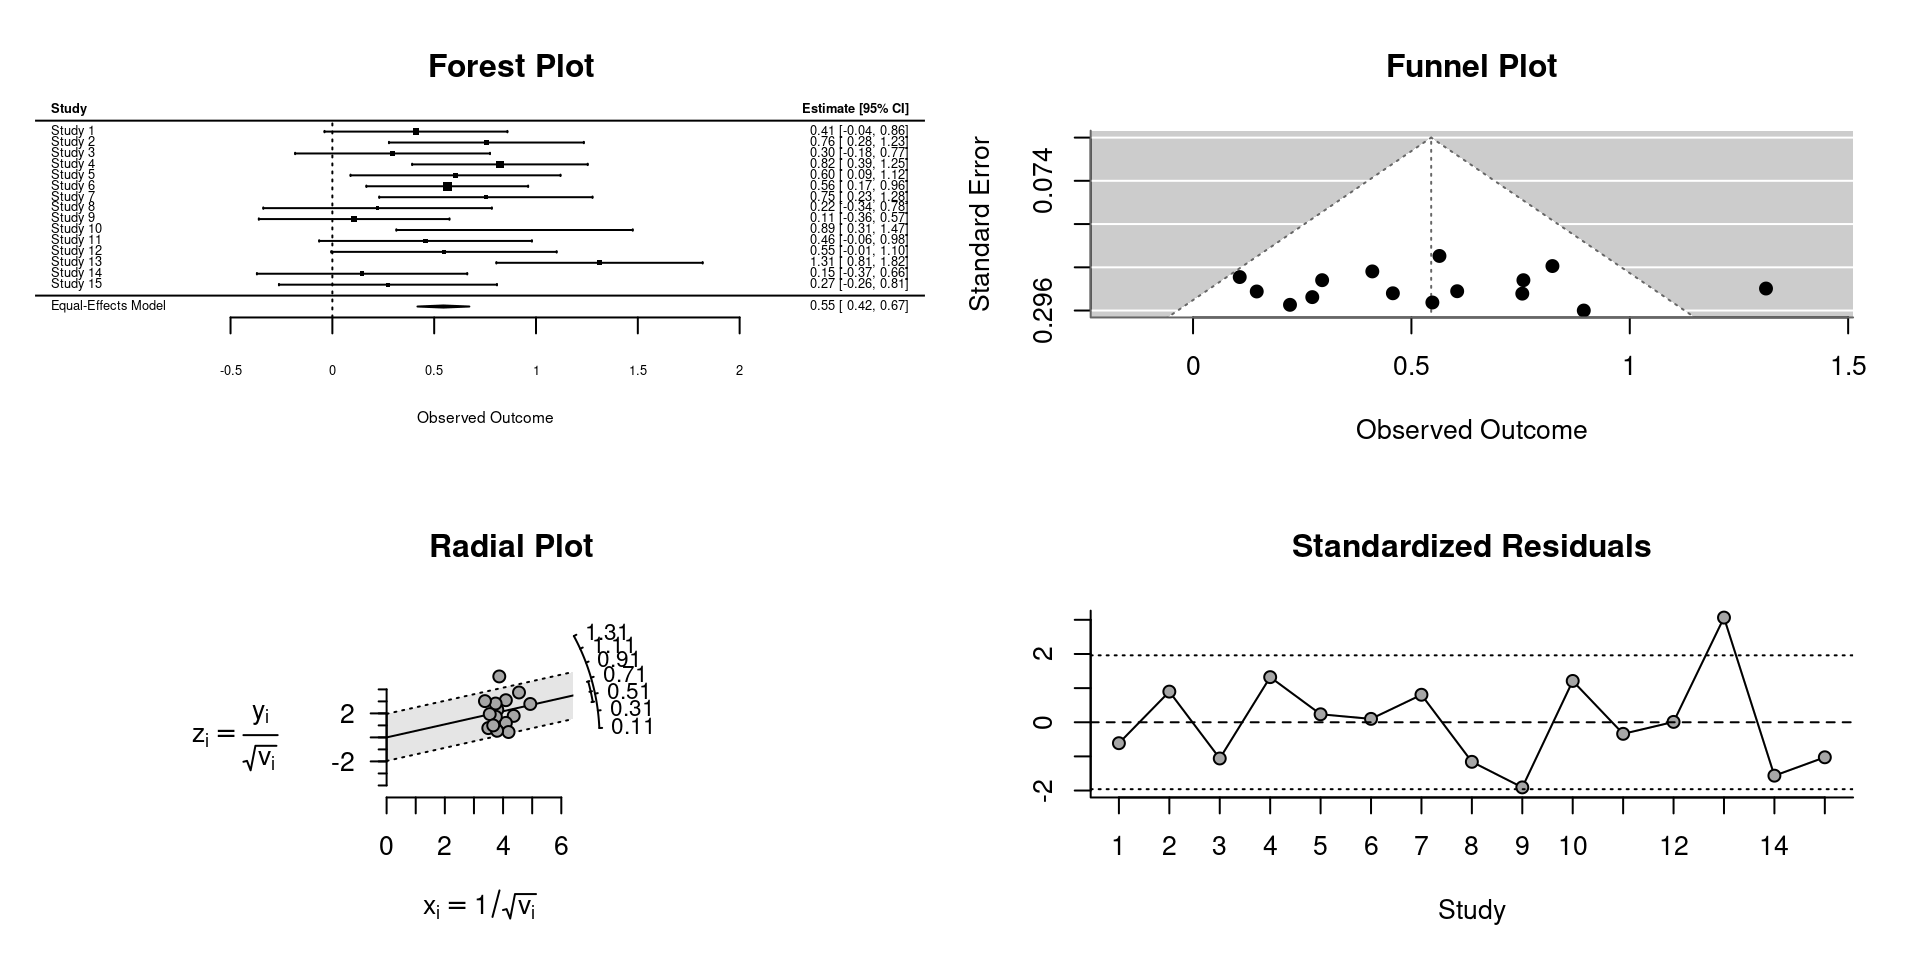 Forest Plot
Study Estimate [95% CI]
Study 1 0.41 [-0.04, 0.86]
Study 2 0.76 [ 0.28, 1.23]
Study 3 0.30 [-0.18, 0.77]
Study 4 0.82 [ 0.39, 1.25]
Study 5 0.60 [ 0.09, 1.12]
Study 6 0.56 [ 0.17, 0.96]
Study 7 0.75 [ 0.23, 1.28]
Study 8 0.22 [-0.34, 0.78]
Study 9 0.11 [-0.36, 0.57]
Study 10 0.89 [ 0.31, 1.47]
Study 11 0.46 [-0.06, 0.98]
Study 12 0.55 [-0.01, 1.10]
Study 13 1.31 [ 0.81, 1.82]
Study 14 0.15 [-0.37, 0.66]
Study 15 0.27 [-0.26, 0.81]
Equal-Effects Model 0.55 [ 0.42, 0.67]
-0.5 0 0.5 1 1.5 2
Observed Outcome
Funnel Plot
Standard Error
0.074
0.296
0 0.5 1 1.5
Observed Outcome
Radial Plot
zᵢ = yᵢ / √vᵢ
2
-2
1.31
1.11
0.91
0.71
0.51
0.31
0.11
0 2 4 6
xᵢ = 1/√vᵢ
Standardized Residuals
2
0
-2
1 2 3 4 5 6 7 8 9 10 12 14
Study